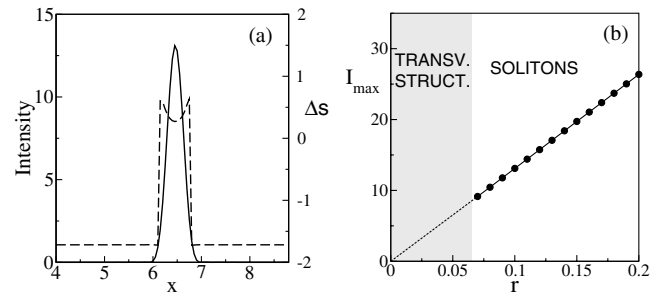 (a)
Intensity
15
10
5
0
4
5
6
7
8
x
2
1
0
-1
-2
Δs
(b)
I_max
30
20
10
0
TRANSV.
STRUCT.
SOLITONS
0
0.05
0.1
0.15
0.2
r